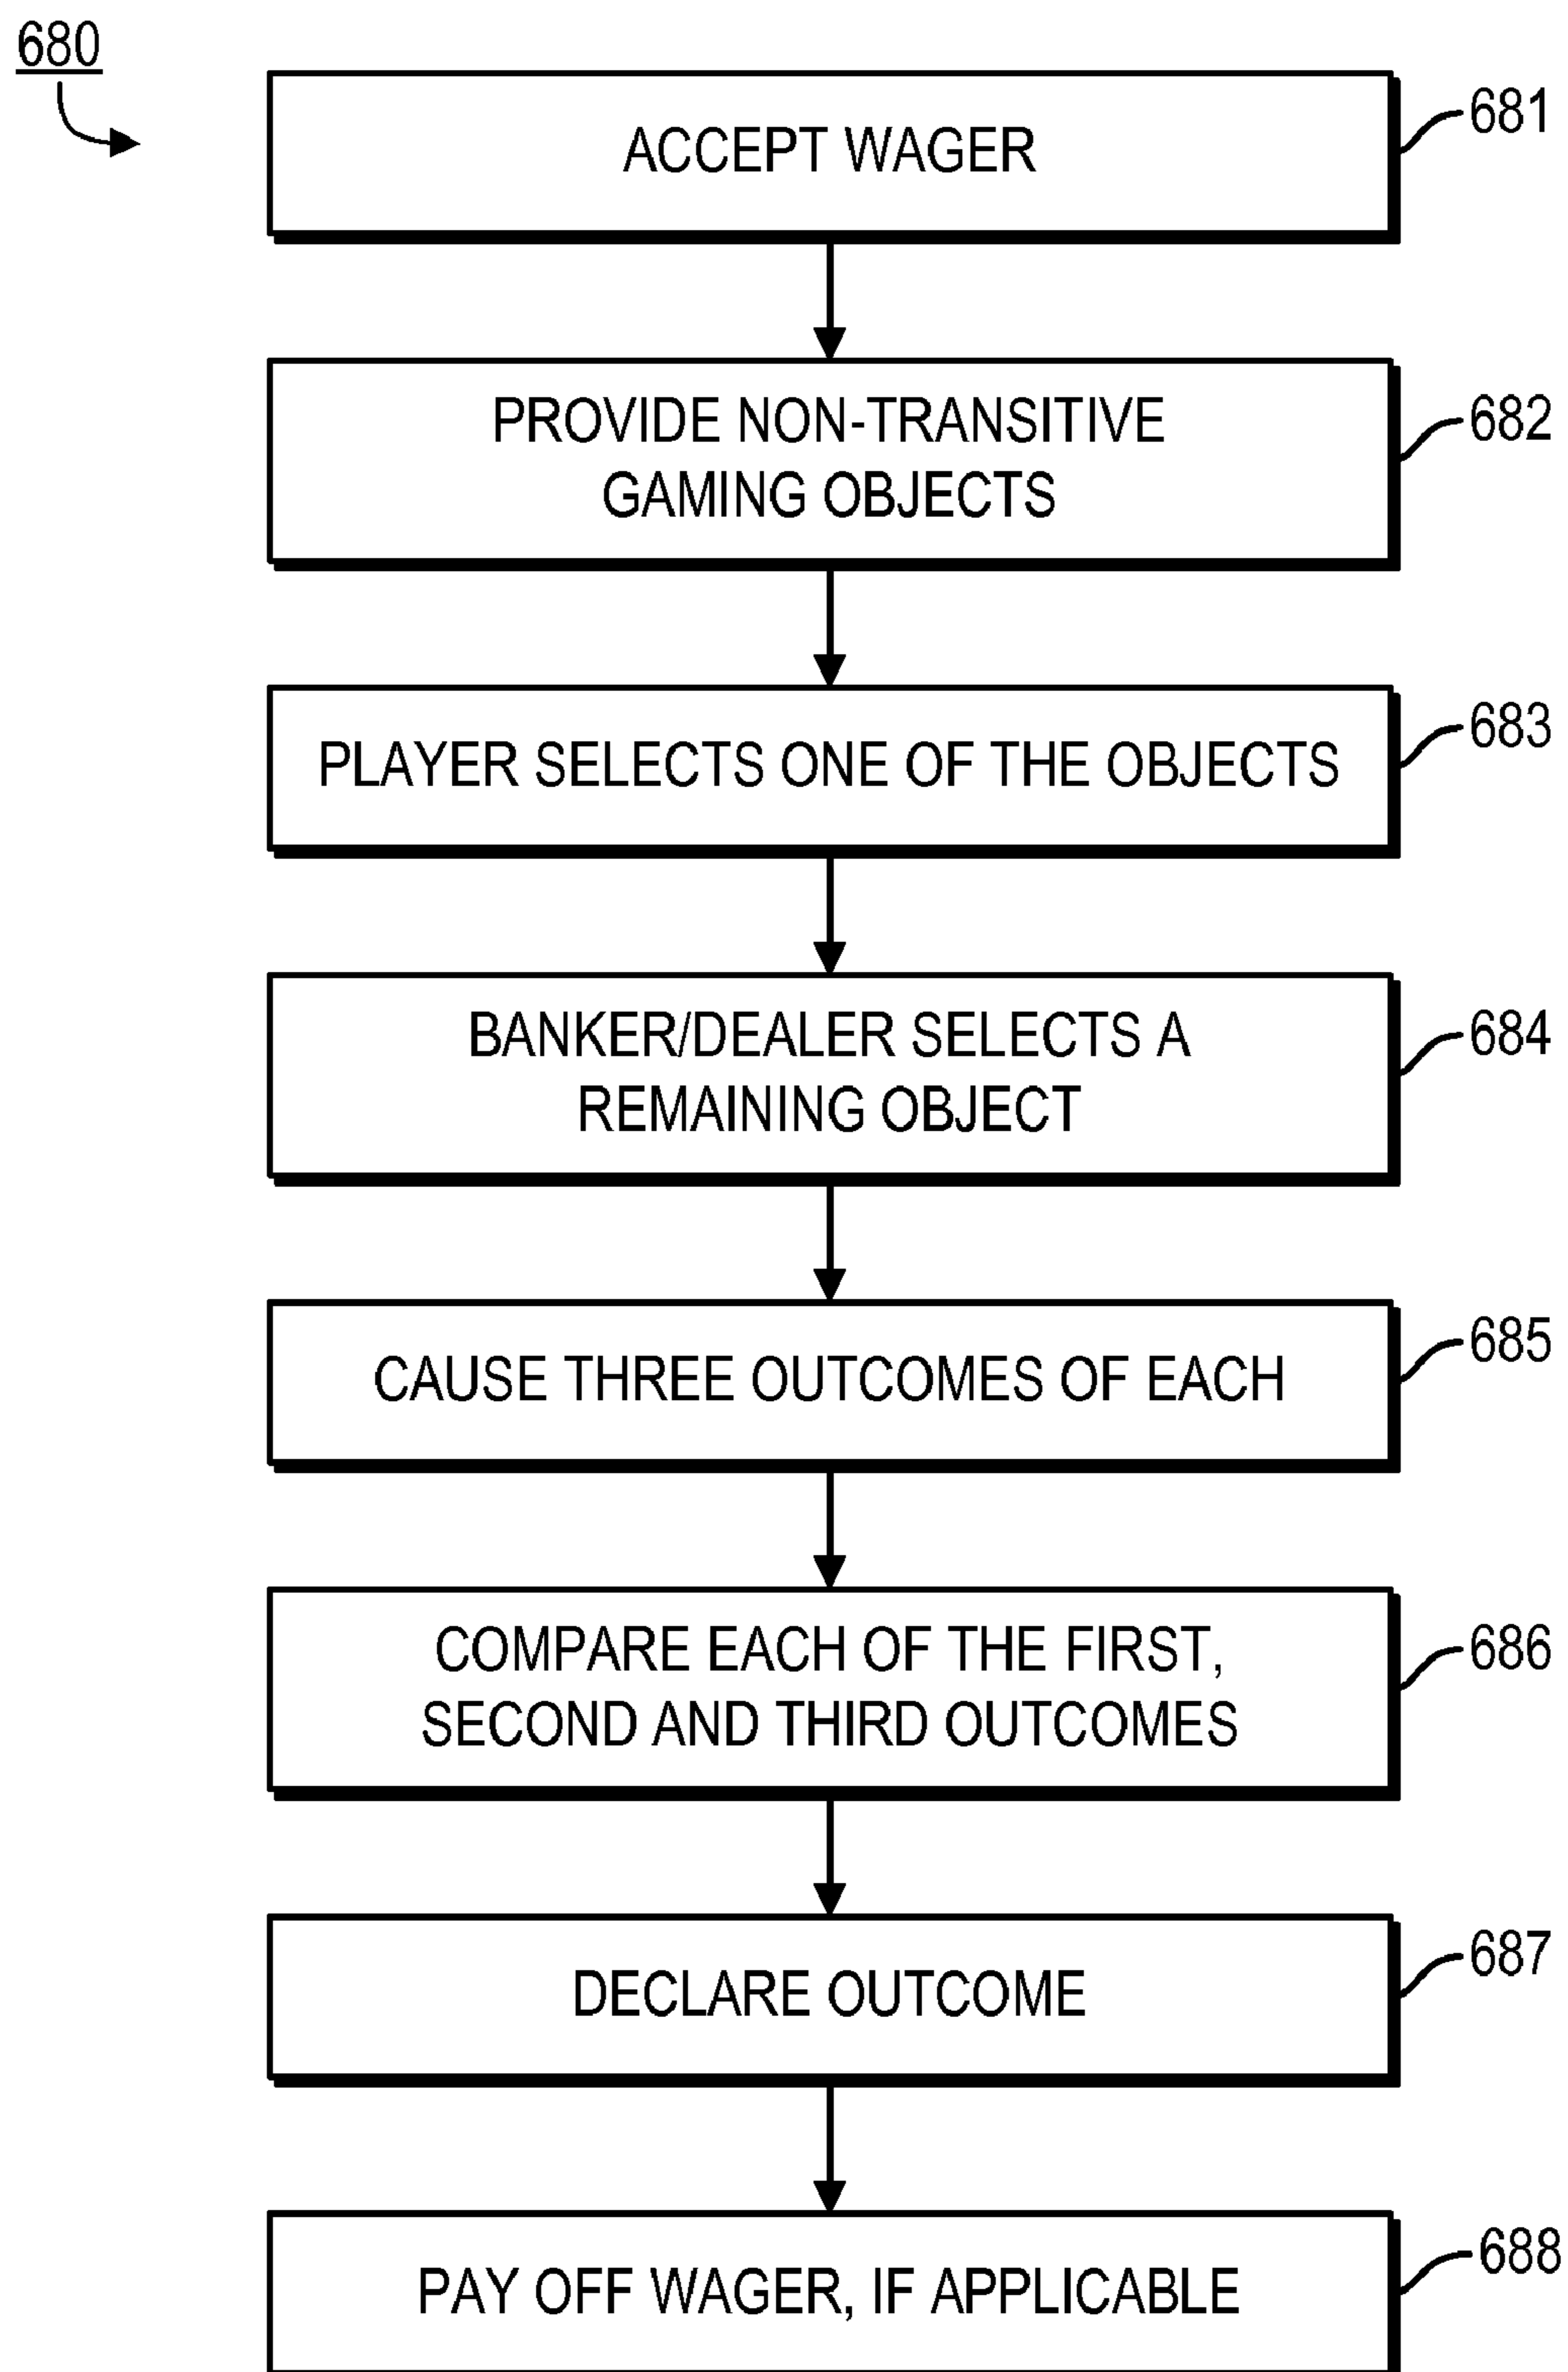 680
ACCEPT WAGER
681
PROVIDE NON-TRANSITIVE
GAMING OBJECTS
682
PLAYER SELECTS ONE OF THE OBJECTS
683
BANKER/DEALER SELECTS A
REMAINING OBJECT
684
CAUSE THREE OUTCOMES OF EACH
685
COMPARE EACH OF THE FIRST,
SECOND AND THIRD OUTCOMES
686
DECLARE OUTCOME
687
PAY OFF WAGER, IF APPLICABLE
688